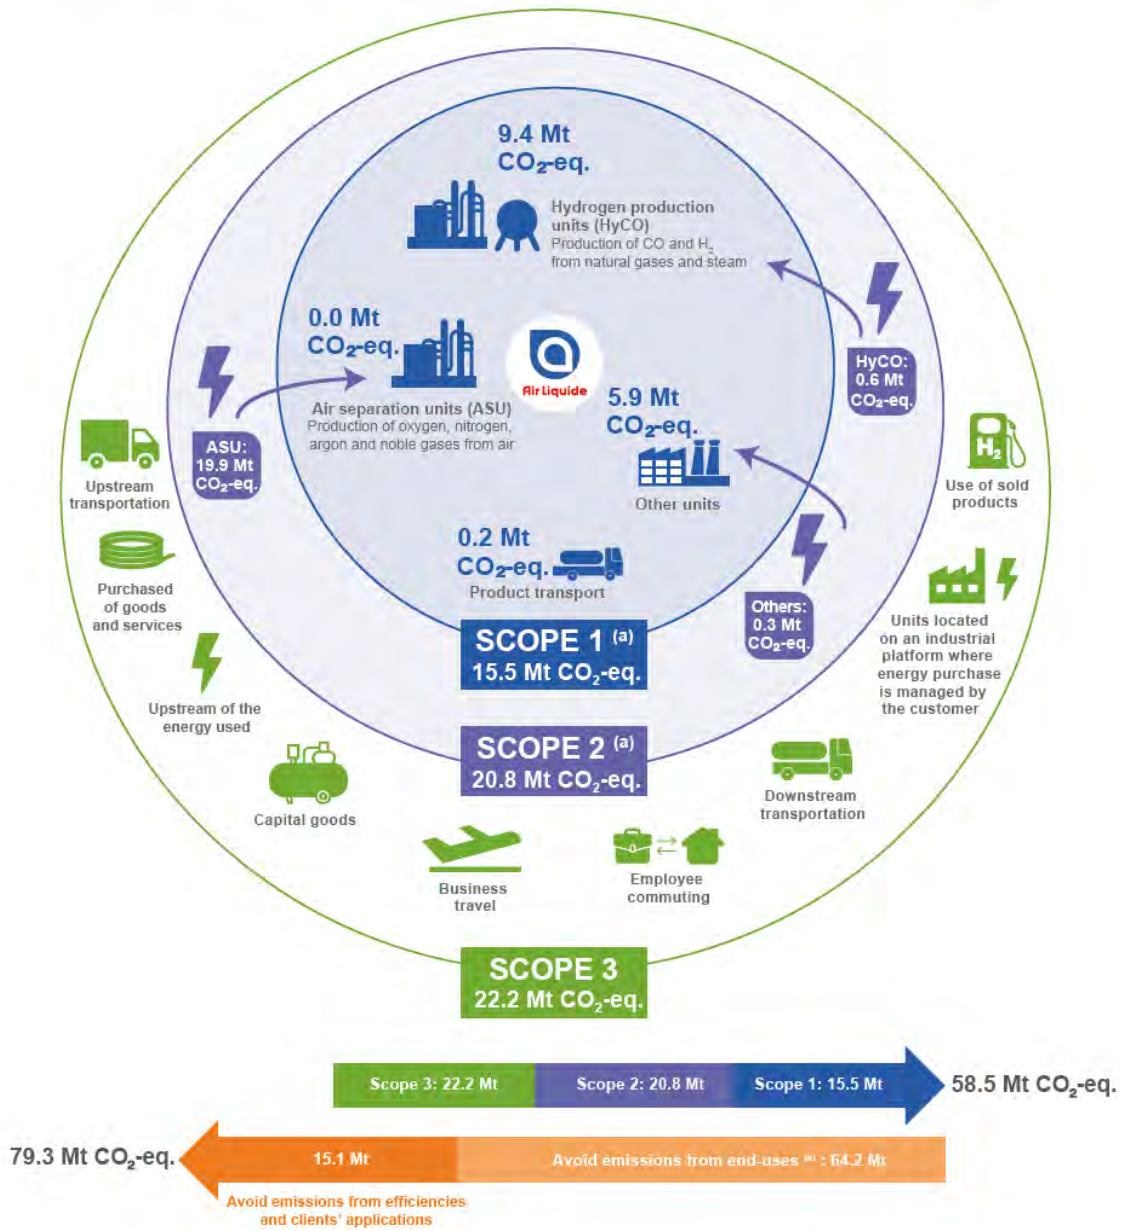 9.4 Mt
CO₂-eq.
Hydrogen production
units (HyCO)
Production of CO and H₂
from natural gases and steam
0.0 Mt
CO₂-eq.
Air Liquide
HyCO:
0.6 Mt
CO₂-eq.
Air separation units (ASU)
Production of oxygen, nitrogen,
argon and noble gases from air
5.9 Mt
CO₂-eq.
Other units
ASU:
19.9 Mt
CO₂-eq.
Upstream
transportation
H₂
Use of sold
products
0.2 Mt
CO₂-eq.
Product transport
Purchased
of goods
and services
Others:
0.3 Mt
CO₂-eq.
Units located
on an industrial
platform where
energy purchase
is managed by
the customer
SCOPE 1 (a)
15.5 Mt CO₂-eq.
Upstream of the
energy used
SCOPE 2 (a)
20.8 Mt CO₂-eq.
Capital goods
Downstream
transportation
Business
travel
Employee
commuting
SCOPE 3
22.2 Mt CO₂-eq.
Scope 3: 22.2 Mt
Scope 2: 20.8 Mt
Scope 1: 15.5 Mt
58.5 Mt CO₂-eq.
79.3 Mt CO₂-eq.
15.1 Mt
Avoid emissions from end-uses : 64.2 Mt
Avoid emissions from efficiencies
and clients' applications